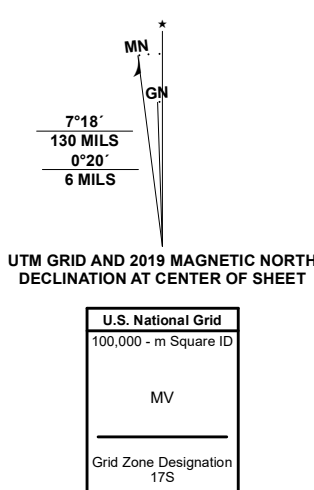 ★
MN
GN
7°18´
130 MILS
0°20´
6 MILS
UTM GRID AND 2019 MAGNETIC NORTH
DECLINATION AT CENTER OF SHEET
U.S. National Grid
100,000 - m Square ID
MV
Grid Zone Designation
17S